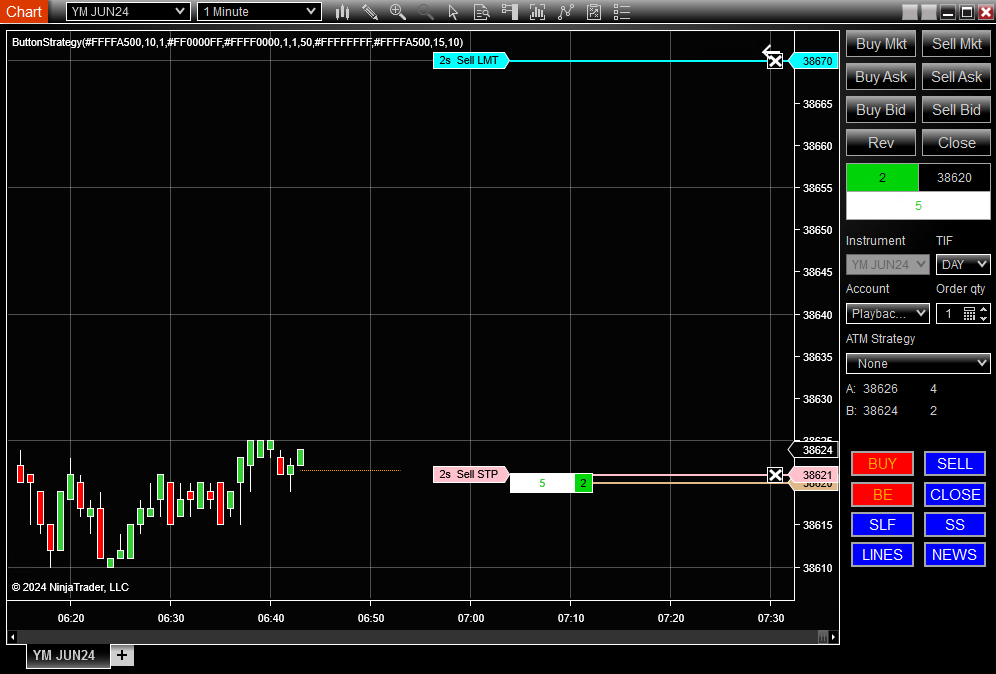 Chart YM JUN24 1 Minute
ButtonStrategy(#FFFFA500,10,1,#FF0000FF,#FFFF0000,1,1,50,#FFFFFFFF,#FFFFA500,15,10)
2s Sell LMT 38670
38665
38660
38655
38650
38645
38640
38635
38630
38625
38624
2s Sell STP 38621
5 2 38620
38615
38610
© 2024 NinjaTrader, LLC
06:20 06:30 06:40 06:50 07:00 07:10 07:20 07:30
YM JUN24 +
Buy Mkt Sell Mkt
Buy Ask Sell Ask
Buy Bid Sell Bid
Rev Close
2 38620
5
Instrument TIF
YM JUN24 DAY
Account Order qty
Playbac... 1
ATM Strategy
None
A: 38626 4
B: 38624 2
BUY SELL
BE CLOSE
SLF SS
LINES NEWS